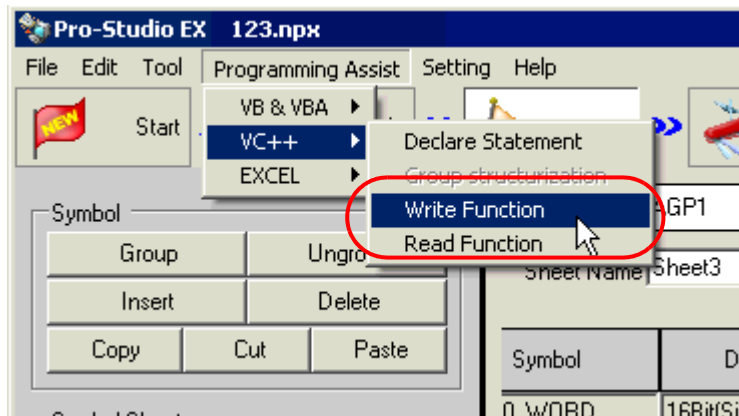 Pro-Studio EX 123.npx
File Edit Tool Programming Assist Setting Help
NEW Start
VB & VBA
VC++
EXCEL
Declare Statement
Group structurization
Write Function
Read Function
AGP1
Sheet Name Sheet3
Symbol
Group
Insert Delete
Copy Cut Paste
Symbol
0 WORD